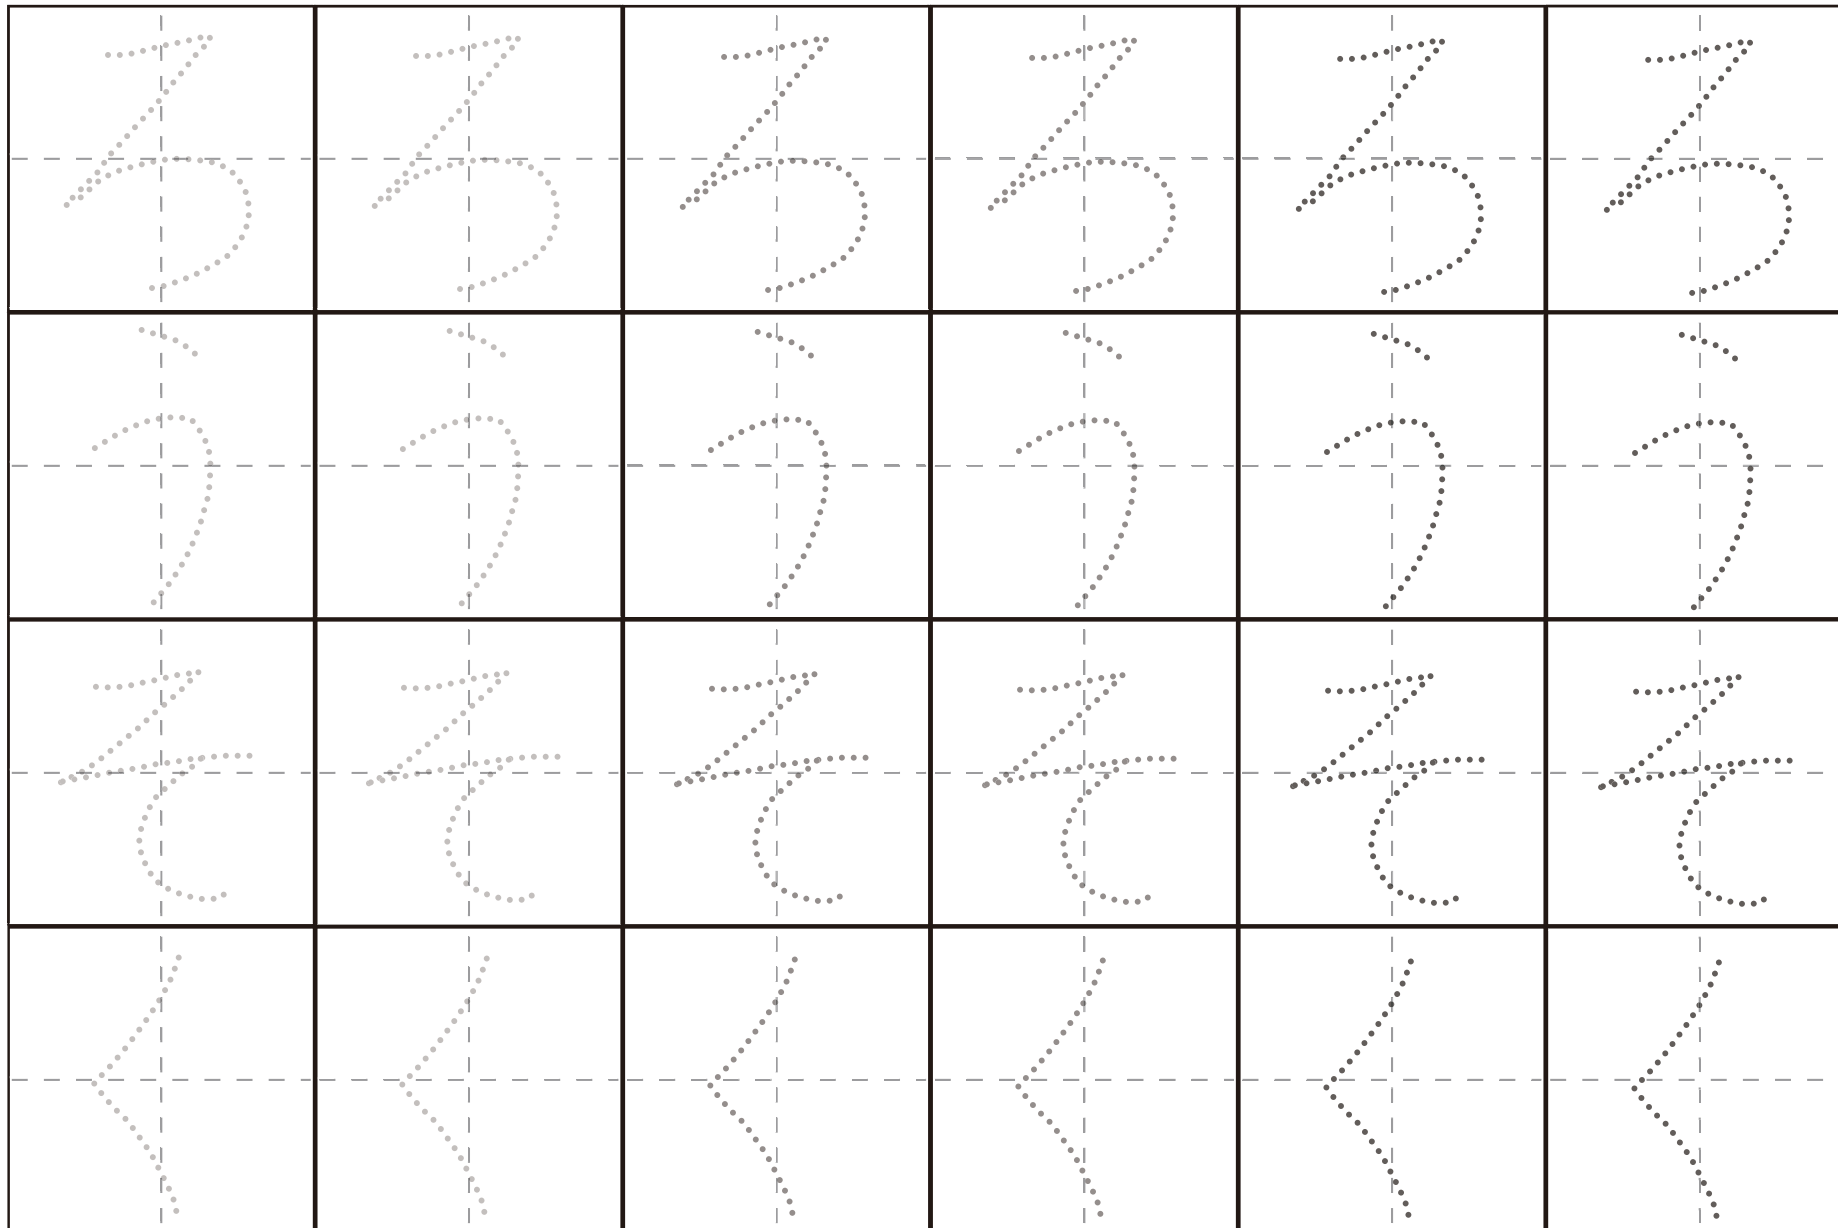 ろ ろ ろ ろ ろ ろ
う う う う う う
そ そ そ そ そ そ
く く く く く く